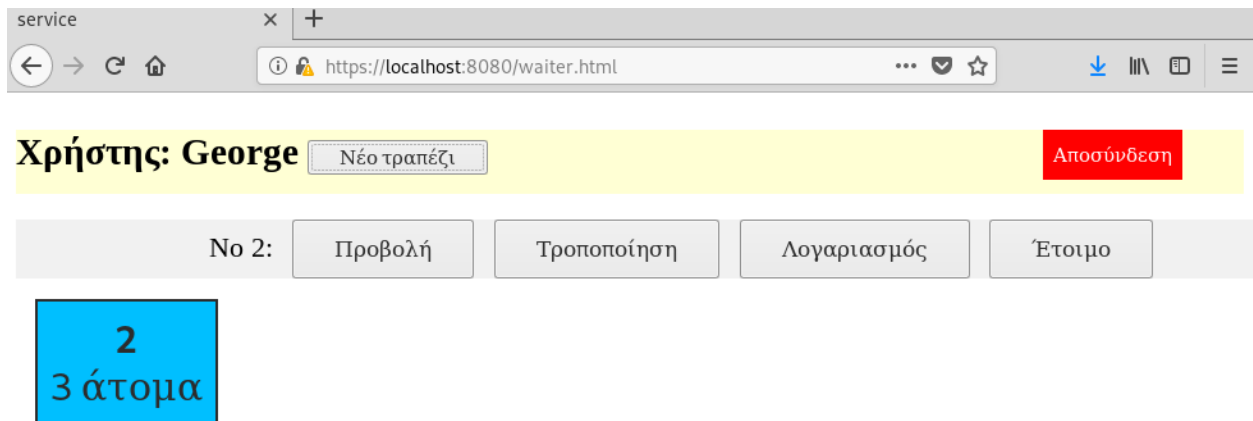 service
https://localhost:8080/waiter.html
Χρήστης: George Νέο τραπέζι Αποσύνδεση
No 2: Προβολή Τροποποίηση Λογαριασμός Έτοιμο
2
3 άτομα